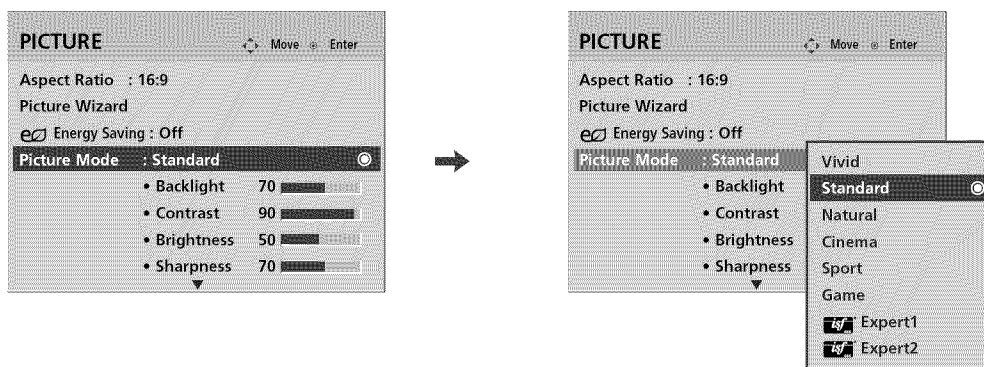 PICTURE
Move Enter
Aspect Ratio : 16:9
Picture Wizard
e Energy Saving : Off
Picture Mode : Standard
• Backlight 70
• Contrast 90
• Brightness 50
• Sharpness 70
PICTURE
Move Enter
Aspect Ratio : 16:9
Picture Wizard
e Energy Saving : Off
Picture Mode : Standard
• Backlight
• Contrast
• Brightness
• Sharpness
Vivid
Standard
Natural
Cinema
Sport
Game
isf Expert1
isf Expert2